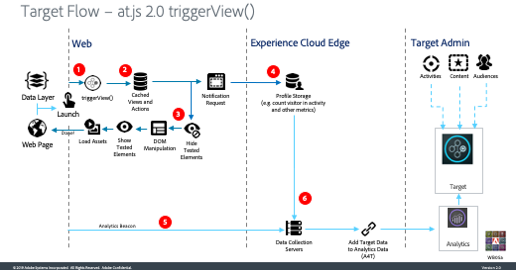 Target Flow – at.js 2.0 triggerView()
Web
Experience Cloud Edge
Target Admin
1
2
4
Data Layer
triggerView()
Cached
Views and
Actions
Notification
Request
Profile Storage
(e.g. count visitor in activity
and other metrics)
Activities
Content
Audiences
Launch
3
Web Page
Load Assets
Show
Tested
Elements
DOM
Manipulation
Hide
Tested
Elements
Target
5
6
Analytics Beacon
Data Collection
Servers
Add Target Data
to Analytics Data
(A4T)
Analytics
© 2019 Adobe Systems Incorporated. All Rights Reserved. Adobe Confidential.
Version 2.0